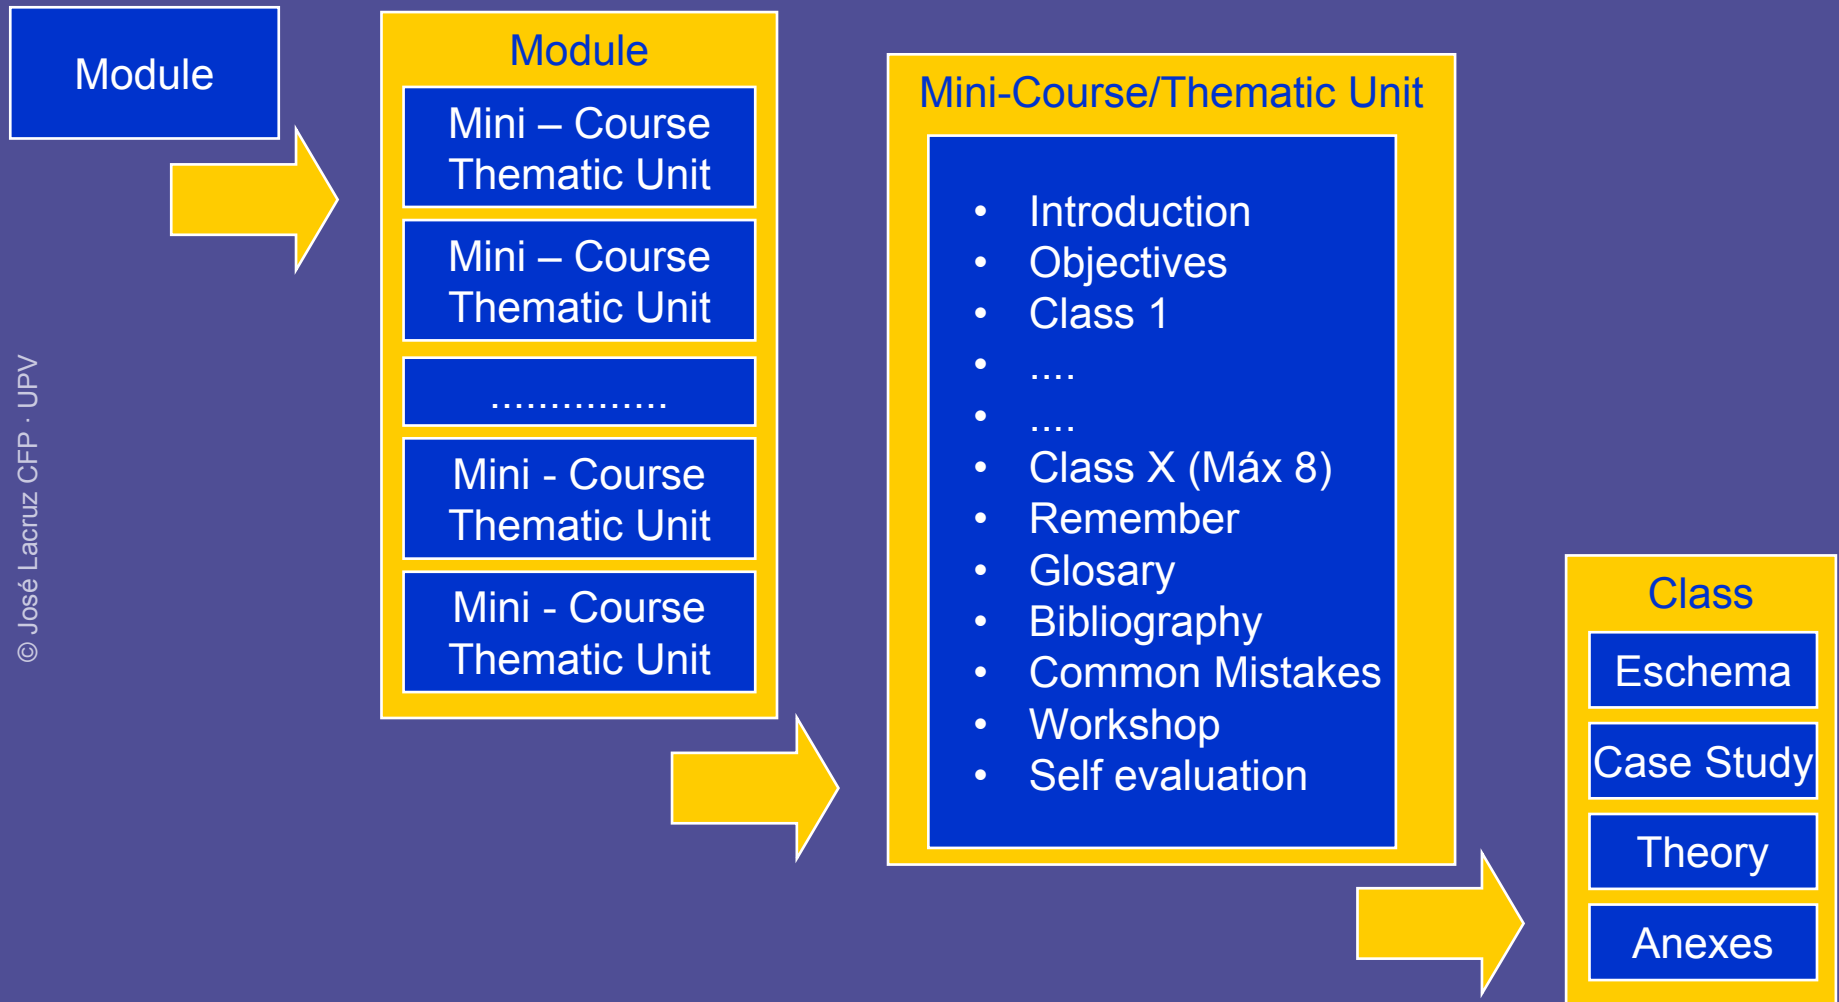 Module
Module
Mini – Course
Thematic Unit
Mini – Course
Thematic Unit
...............
Mini - Course
Thematic Unit
Mini - Course
Thematic Unit
Mini-Course/Thematic Unit
• Introduction
• Objectives
• Class 1
• ....
• ....
• Class X (Máx 8)
• Remember
• Glosary
• Bibliography
• Common Mistakes
• Workshop
• Self evaluation
Class
Eschema
Case Study
Theory
Anexes
© José Lacruz CFP · UPV